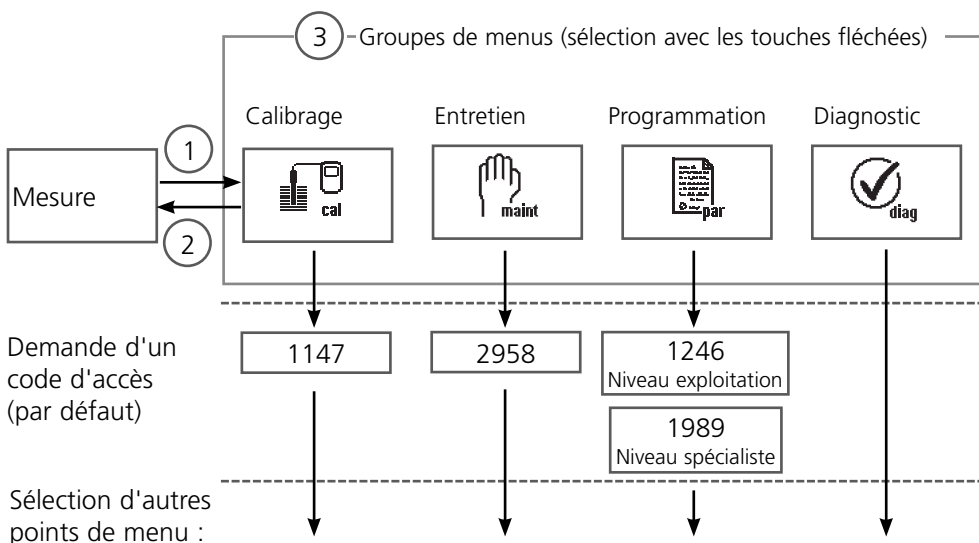 3
Groupes de menus (sélection avec les touches fléchées)
Calibrage
Entretien
Programmation
Diagnostic
Mesure
1
2
cal
maint
par
diag
Demande d'un
code d'accès
(par défaut)
1147
2958
1246
Niveau exploitation
1989
Niveau spécialiste
Sélection d'autres
points de menu :